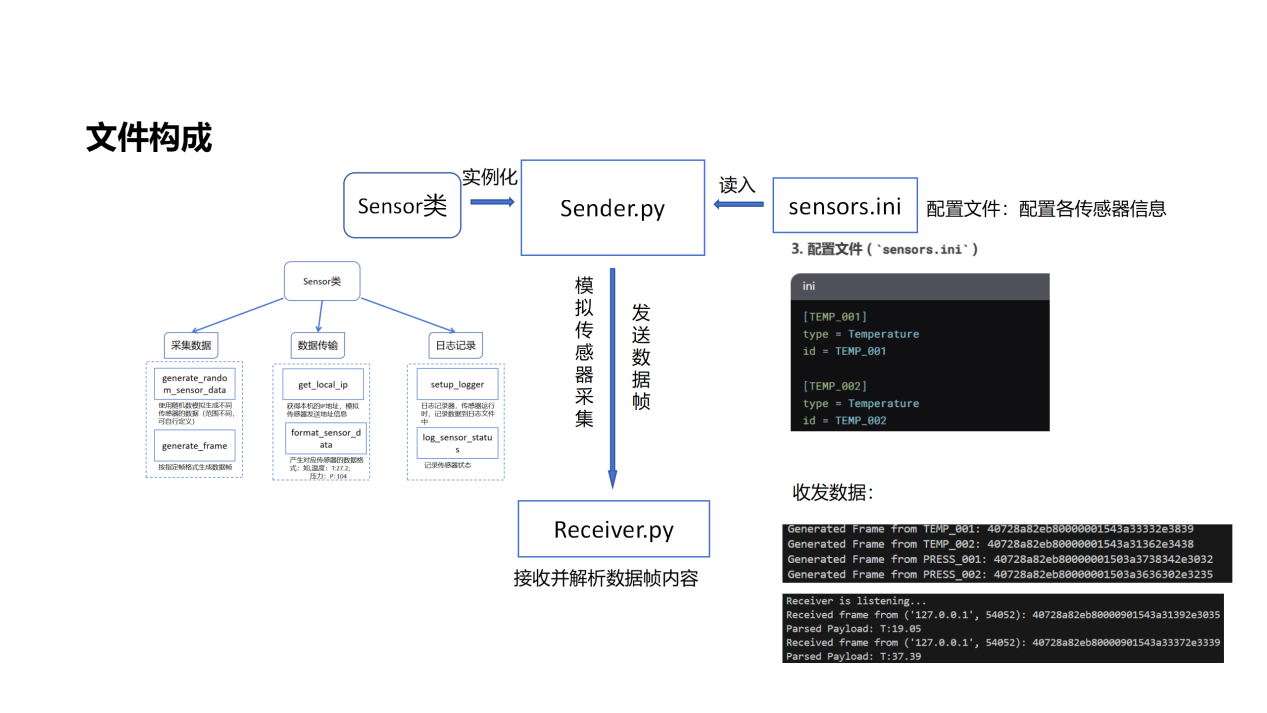 文件构成
Sensor类
实例化
Sender.py
读入
sensors.ini
配置文件：配置各传感器信息
3. 配置文件 (`sensors.ini`)
ini
[TEMP_001]
type = Temperature
id = TEMP_001
[TEMP_002]
type = Temperature
id = TEMP_002
Sensor类
采集数据
generate_rando
m_sensor_data
使用随机数模拟生成不同
传感器的数据（范围不同，
可自行定义）
generate_frame
按指定帧格式生成数据帧
数据传输
get_local_ip
获得本机的IP地址，模拟
传感器发送地址信息
format_sensor_d
ata
产生对应传感器的数据格
式：如,温度：T:27.2;
压力：P: 104
日志记录
setup_logger
日志记录器，传感器运行
时，记录数据到日志文件
中
log_sensor_statu
s
记录传感器状态
模拟传感器采集
发送数据帧
Receiver.py
接收并解析数据帧内容
收发数据：
Generated Frame from TEMP_001: 40728a82eb80000001543a33332e3839
Generated Frame from TEMP_002: 40728a82eb80000001543a31362e3438
Generated Frame from PRESS_001: 40728a82eb80000001503a3738342e3032
Generated Frame from PRESS_002: 40728a82eb80000001503a3636302e3235
Receiver is listening...
Received frame from ('127.0.0.1', 54052): 40728a82eb80000901543a31392e3035
Parsed Payload: T:19.05
Received frame from ('127.0.0.1', 54052): 40728a82eb80000901543a33372e3339
Parsed Payload: T:37.39